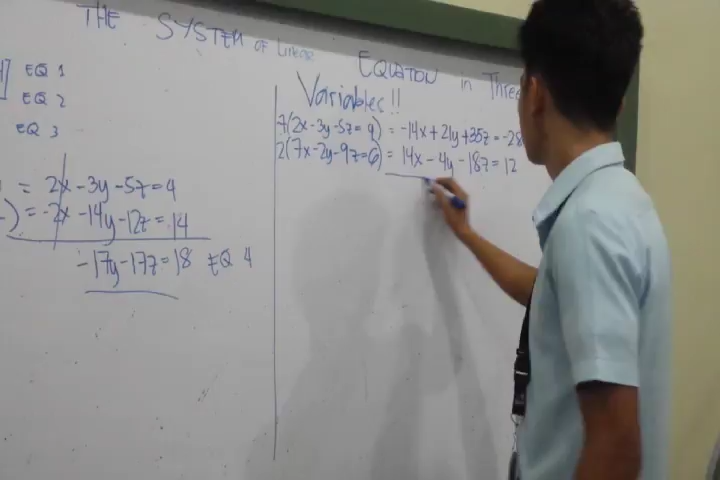 THE SYSTEM OF Linear EQUATION in Three
Variables!!
] EQ 1
EQ 2
EQ 3
= 2x -3y -5z = 4
) = -2x -14y -12z = 14
-17y -17z = 18 EQ 4
7(2x -3y -5z = 4) = -14x + 21y + 35z = -28
2(7x -2y -9z = 6) = 14x - 4y - 18z = 12